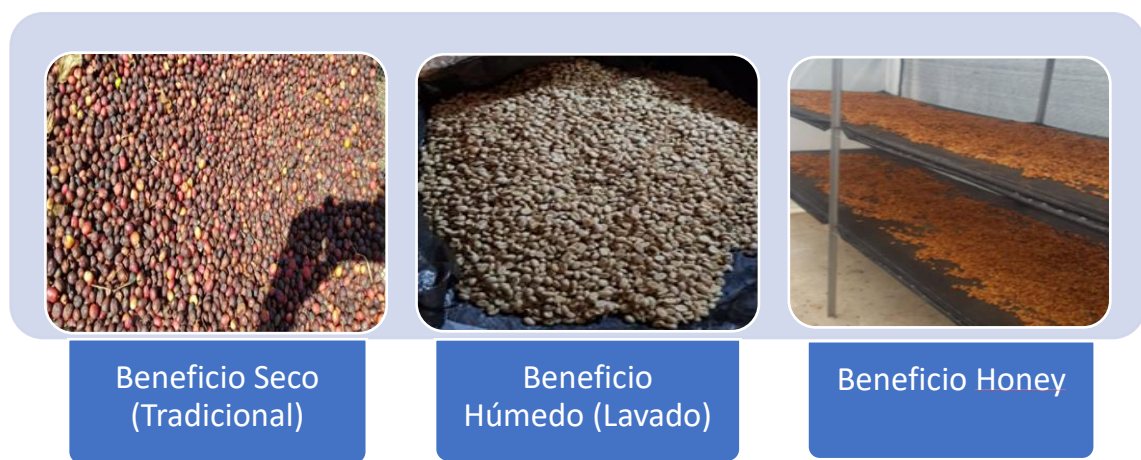 Beneficio Seco
(Tradicional)
Beneficio
Húmedo (Lavado)
Beneficio Honey